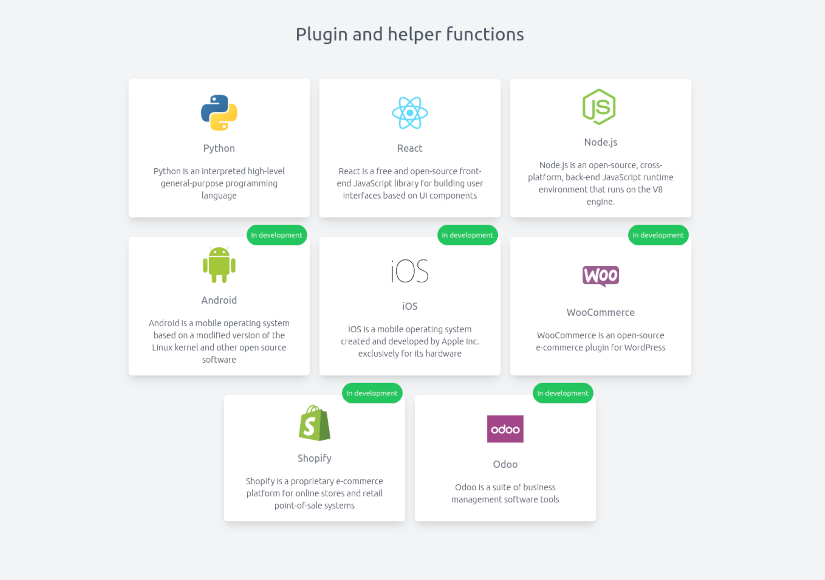 Plugin and helper functions
JS
Python
React
Node.js
Python is an interpreted high-level
general-purpose programming
language
React is a free and open-source front-
end JavaScript library for building user
interfaces based on UI components
Node.js is an open-source, cross-
platform, back-end JavaScript runtime
environment that runs on the V8
engine.
In development
In development
In development
iOS
WOO
Android
iOS
WooCommerce
Android is a mobile operating system
based on a modified version of the
Linux kernel and other open source
software
iOS is a mobile operating system
created and developed by Apple Inc.
exclusively for its hardware
WooCommerce is an open-source
e-commerce plugin for WordPress
In development
In development
S
odoo
Shopify
Odoo
Shopify is a proprietary e-commerce
platform for online stores and retail
point-of-sale systems
Odoo is a suite of business
management software tools